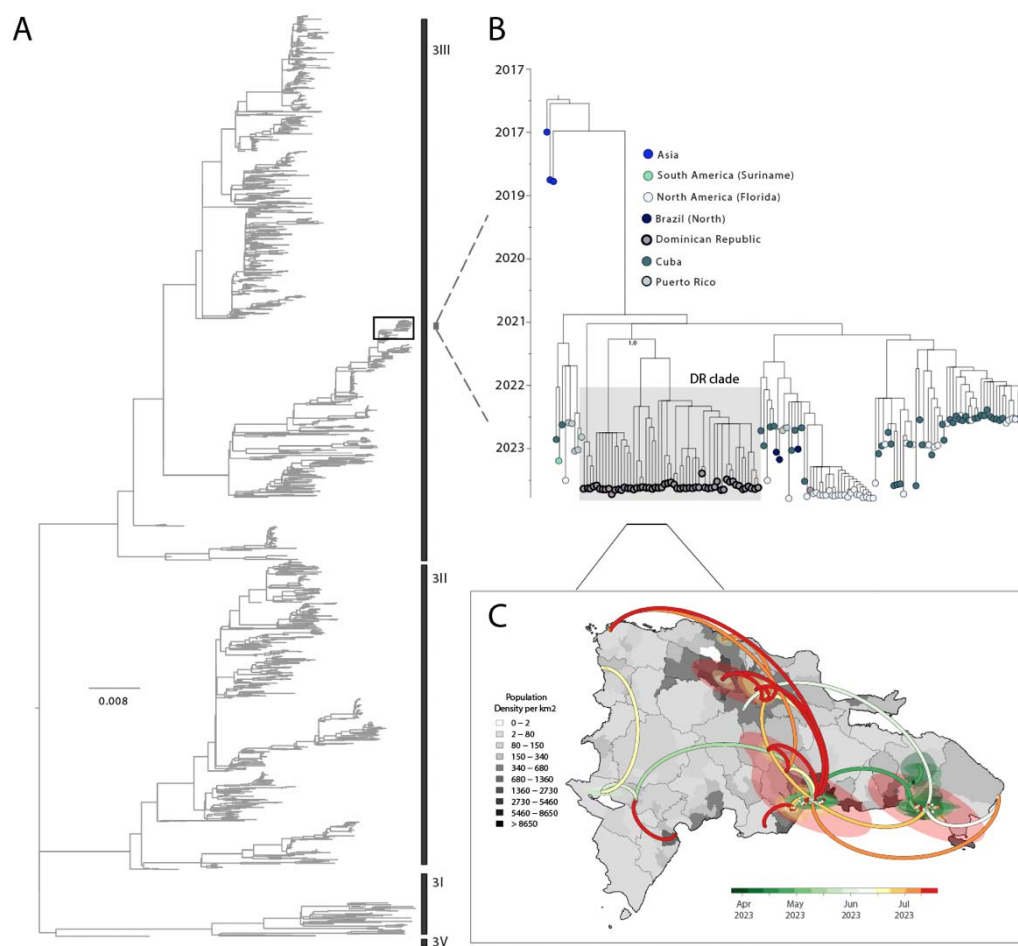 A
3III
3II
3I
3V
0.008
B
2017
2017
2019
2020
2021
2022
2023
Asia
South America (Suriname)
North America (Florida)
Brazil (North)
Dominican Republic
Cuba
Puerto Rico
1.0
DR clade
C
Population
Density per km2
0 – 2
2 – 80
80 – 150
150 – 340
340 – 680
680 – 1360
1360 – 2730
2730 – 5460
5460 – 8650
> 8650
Apr
2023
May
2023
Jun
2023
Jul
2023